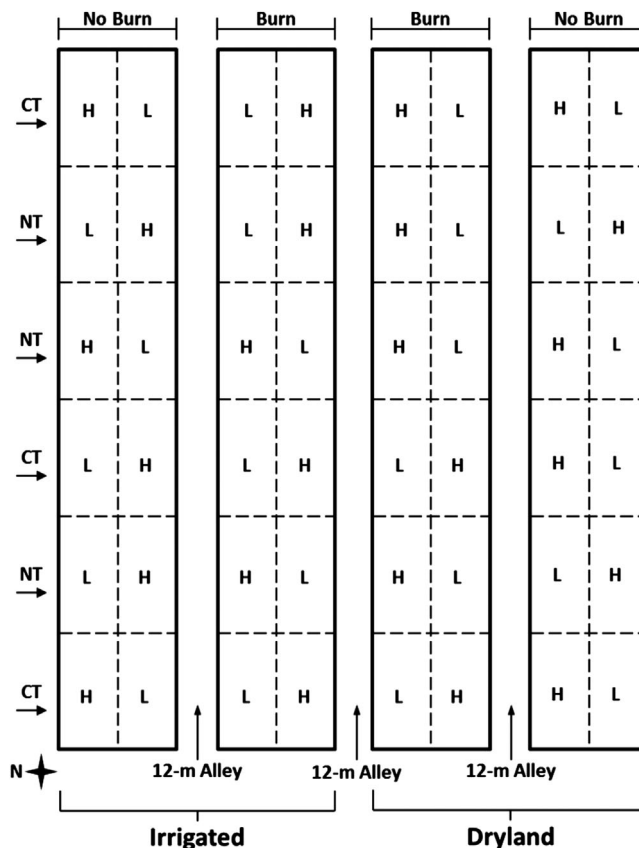 No Burn Burn Burn No Burn
CT H L L H H L H L
NT L H L H H L L H
NT H L H L H L H L
CT L H L H L H H L
NT L H H L H L L H
CT H L L H L H H L
N 12-m Alley 12-m Alley 12-m Alley
Irrigated Dryland